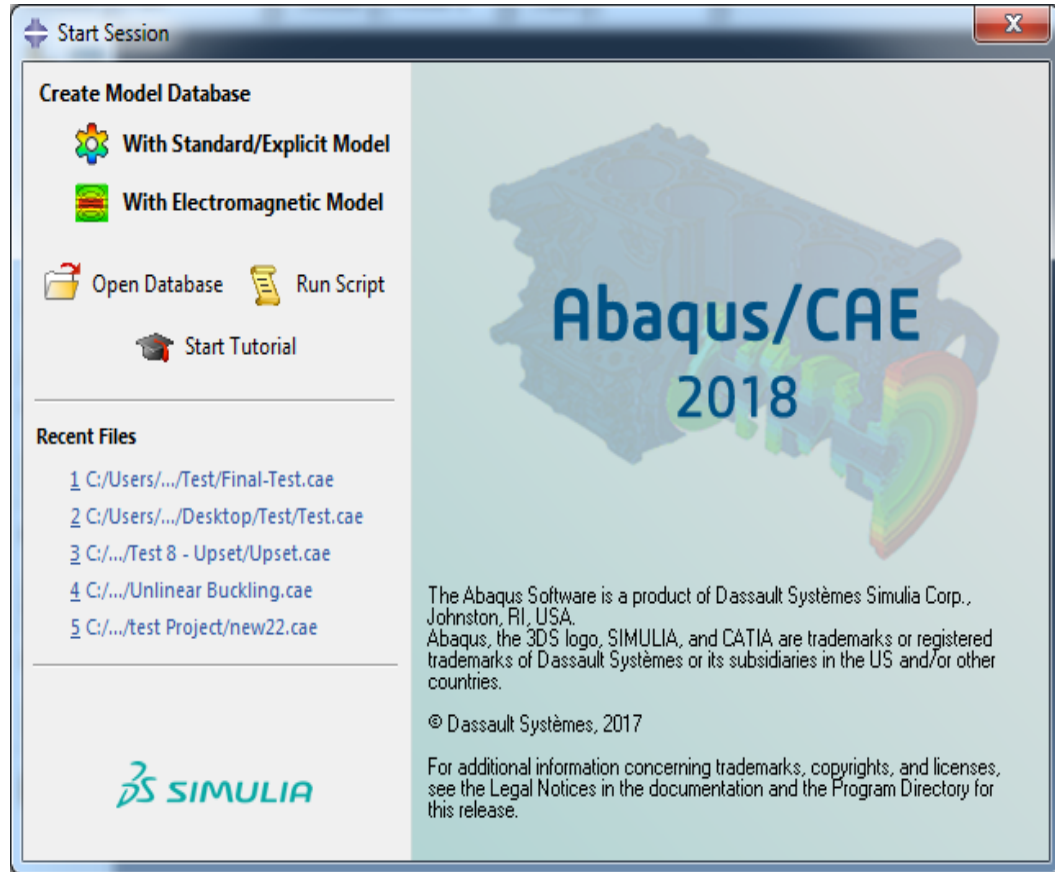 Start Session
Create Model Database
With Standard/Explicit Model
With Electromagnetic Model
Open Database
Run Script
Start Tutorial
Recent Files
1 C:/Users/.../Test/Final-Test.cae
2 C:/Users/.../Desktop/Test/Test.cae
3 C:/.../Test 8 - Upset/Upset.cae
4 C:/.../Unlinear Buckling.cae
5 C:/.../test Project/new22.cae
3S SIMULIA
Abaqus/CAE
2018
The Abaqus Software is a product of Dassault Systèmes Simulia Corp.,
Johnston, RI, USA.
Abaqus, the 3DS logo, SIMULIA, and CATIA are trademarks or registered
trademarks of Dassault Systèmes or its subsidiaries in the US and/or other
countries.
© Dassault Systèmes, 2017
For additional information concerning trademarks, copyrights, and licenses,
see the Legal Notices in the documentation and the Program Directory for
this release.